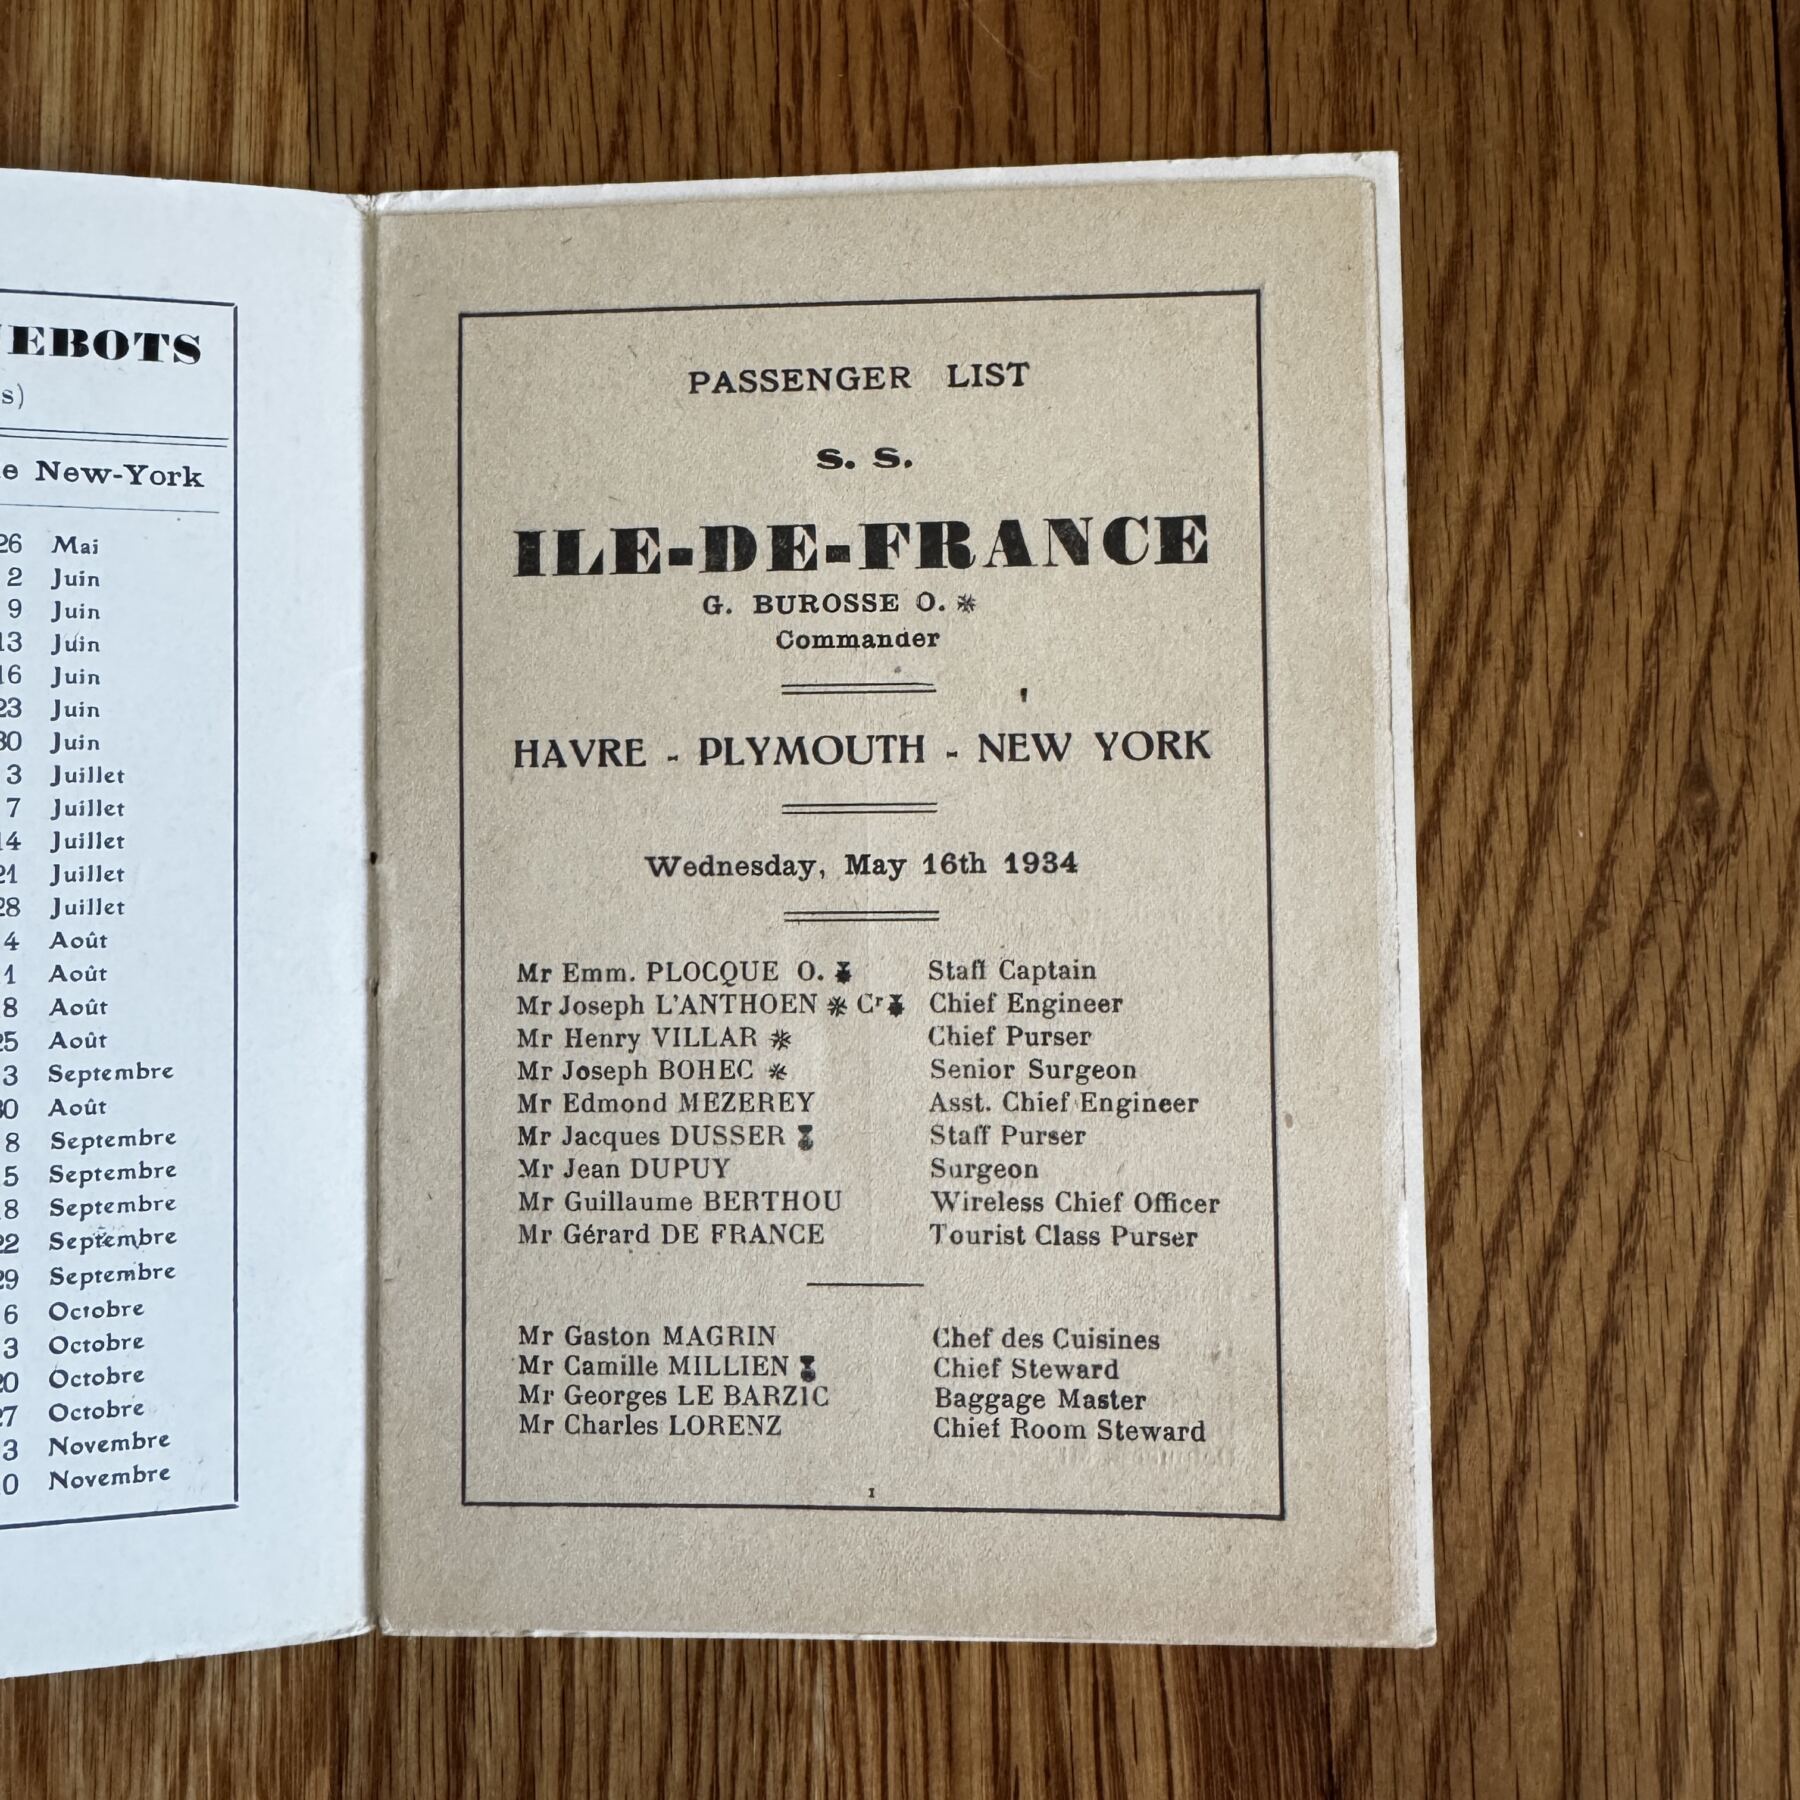 EBOTS
s)
e New-York
26 Mai
2 Juin
9 Juin
13 Juin
16 Juin
23 Juin
30 Juin
3 Juillet
7 Juillet
14 Juillet
21 Juillet
28 Juillet
4 Août
1 Août
8 Août
25 Août
3 Septembre
30 Août
8 Septembre
5 Septembre
8 Septembre
22 Septembre
29 Septembre
6 Octobre
3 Octobre
20 Octobre
27 Octobre
3 Novembre
0 Novembre
PASSENGER LIST
S. S.
ILE-DE-FRANCE
G. BUROSSE O.
Commander
HAVRE - PLYMOUTH - NEW YORK
Wednesday, May 16th 1934
Mr Emm. PLOCQUE O. Staff Captain
Mr Joseph L'ANTHOEN Cr Chief Engineer
Mr Henry VILLAR Chief Purser
Mr Joseph BOHEC Senior Surgeon
Mr Edmond MEZEREY Asst. Chief Engineer
Mr Jacques DUSSER Staff Purser
Mr Jean DUPUY Surgeon
Mr Guillaume BERTHOU Wireless Chief Officer
Mr Gérard DE FRANCE Tourist Class Purser
Mr Gaston MAGRIN Chef des Cuisines
Mr Camille MILLIEN Chief Steward
Mr Georges LE BARZIC Baggage Master
Mr Charles LORENZ Chief Room Steward
1